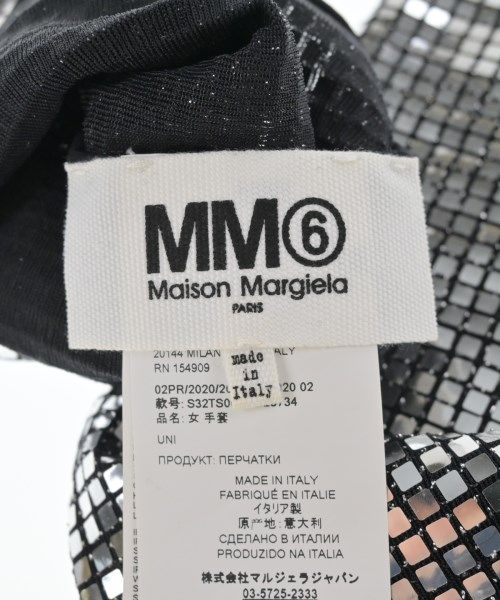 MM⑥
Maison Margiela
PARIS
made
in
Italy
20144 MILAN
RN 154909
02PR/2020/20 020 02
款号: S32TS0
品名: 女 手套
UNI
ПРОДУКТ: ПЕРЧАТКИ
MADE IN ITALY
FABRIQUÉ EN ITALIE
イタリア製
原产地: 意大利
СДЕЛАНО В ИТАЛИИ
PRODUZIDO NA ITALIA
株式会社マルジェラジャパン
03-5725-2333